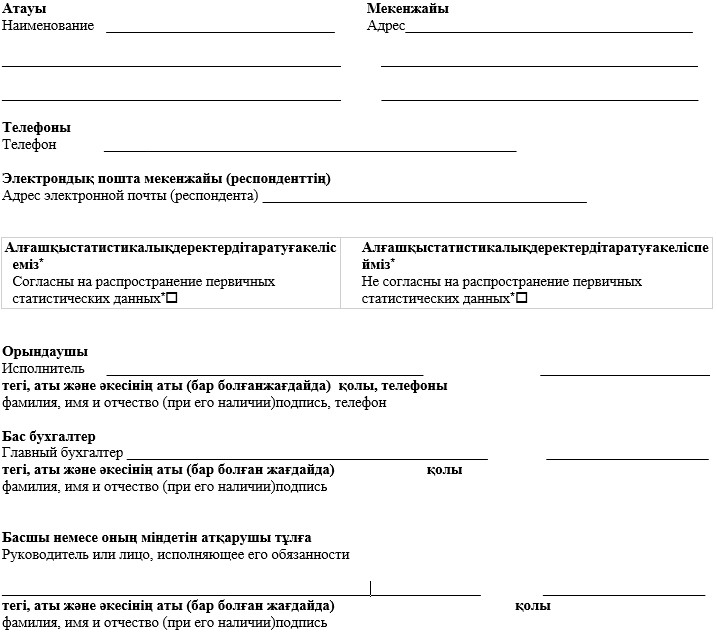 Атауы
Мекенжайы
Наименование
Адрес
Телефоны
Телефон
Электрондық пошта мекенжайы (респонденттің)
Адрес электронной почты (респондента)
Алғашқыстатистикалықдеректердітаратуғакеліс
еміз*
Согласны на распространение первичных
статистических данных*☐
Алғашқыстатистикалықдеректердітаратуғакеліспе
йміз*
Не согласны на распространение первичных
статистических данных*☐
Орындаушы
Исполнитель
тегі, аты және әкесінің аты (бар болғанжағдайда) қолы, телефоны
фамилия, имя и отчество (при его наличии)подпись, телефон
Бас бухгалтер
Главный бухгалтер
тегі, аты және әкесінің аты (бар болған жағдайда) қолы
фамилия, имя и отчество (при его наличии)подпись
Басшы немесе оның міндетін атқарушы тұлға
Руководитель или лицо, исполняющее его обязанности
тегі, аты және әкесінің аты (бар болған жағдайда) қолы
фамилия, имя и отчество (при его наличии)подпись